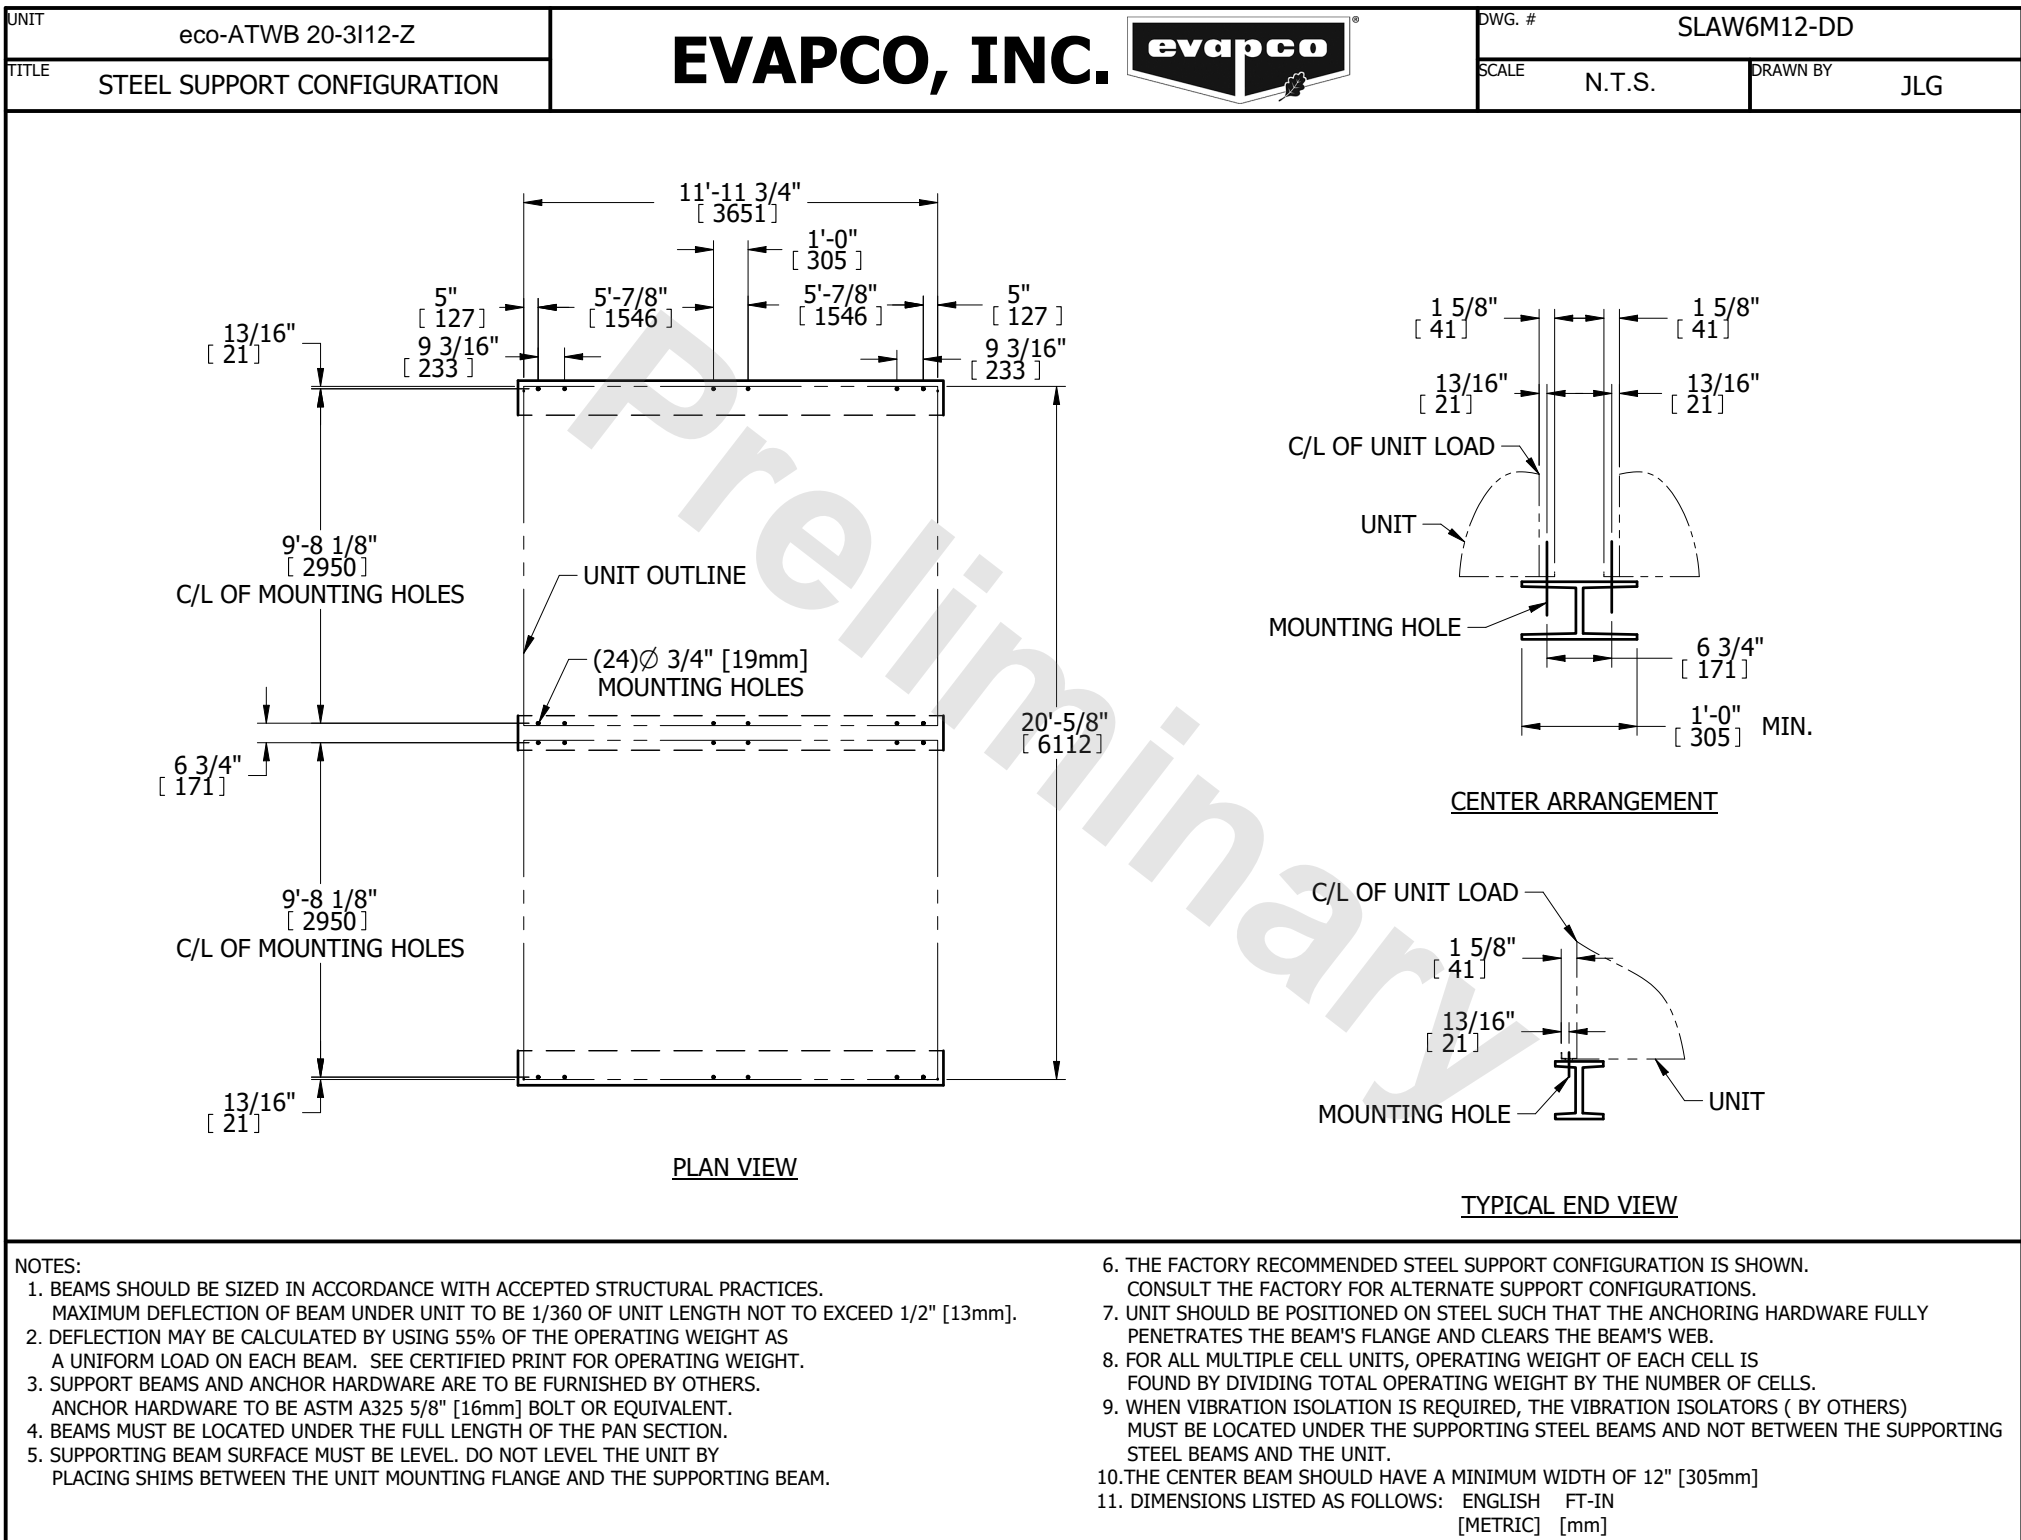 UNIT
eco-ATWB 20-3I12-Z
TITLE
STEEL SUPPORT CONFIGURATION
EVAPCO, INC.
evapco
®
DWG. #
SLAW6M12-DD
SCALE
N.T.S.
DRAWN BY
JLG
11'-11 3/4"
[ 3651]
1'-0"
[ 305 ]
5"
[ 127]
5'-7/8"
[ 1546 ]
5'-7/8"
[ 1546 ]
5"
[ 127 ]
13/16"
[ 21]
9 3/16"
[ 233 ]
9 3/16"
[ 233 ]
9'-8 1/8"
[ 2950]
C/L OF MOUNTING HOLES
UNIT OUTLINE
(24)∅ 3/4" [19mm]
MOUNTING HOLES
20'-5/8"
[ 6112]
6 3/4"
[ 171]
9'-8 1/8"
[ 2950]
C/L OF MOUNTING HOLES
13/16"
[ 21]
PLAN VIEW
Preliminary
1 5/8"
[ 41]
1 5/8"
[ 41]
13/16"
[ 21]
13/16"
[ 21]
C/L OF UNIT LOAD
UNIT
MOUNTING HOLE
6 3/4"
[ 171]
1'-0" MIN.
[ 305]
CENTER ARRANGEMENT
C/L OF UNIT LOAD
1 5/8"
[ 41]
13/16"
[ 21]
MOUNTING HOLE
UNIT
TYPICAL END VIEW
NOTES:
1. BEAMS SHOULD BE SIZED IN ACCORDANCE WITH ACCEPTED STRUCTURAL PRACTICES.
MAXIMUM DEFLECTION OF BEAM UNDER UNIT TO BE 1/360 OF UNIT LENGTH NOT TO EXCEED 1/2" [13mm].
2. DEFLECTION MAY BE CALCULATED BY USING 55% OF THE OPERATING WEIGHT AS
A UNIFORM LOAD ON EACH BEAM. SEE CERTIFIED PRINT FOR OPERATING WEIGHT.
3. SUPPORT BEAMS AND ANCHOR HARDWARE ARE TO BE FURNISHED BY OTHERS.
ANCHOR HARDWARE TO BE ASTM A325 5/8" [16mm] BOLT OR EQUIVALENT.
4. BEAMS MUST BE LOCATED UNDER THE FULL LENGTH OF THE PAN SECTION.
5. SUPPORTING BEAM SURFACE MUST BE LEVEL. DO NOT LEVEL THE UNIT BY
PLACING SHIMS BETWEEN THE UNIT MOUNTING FLANGE AND THE SUPPORTING BEAM.
6. THE FACTORY RECOMMENDED STEEL SUPPORT CONFIGURATION IS SHOWN.
CONSULT THE FACTORY FOR ALTERNATE SUPPORT CONFIGURATIONS.
7. UNIT SHOULD BE POSITIONED ON STEEL SUCH THAT THE ANCHORING HARDWARE FULLY
PENETRATES THE BEAM'S FLANGE AND CLEARS THE BEAM'S WEB.
8. FOR ALL MULTIPLE CELL UNITS, OPERATING WEIGHT OF EACH CELL IS
FOUND BY DIVIDING TOTAL OPERATING WEIGHT BY THE NUMBER OF CELLS.
9. WHEN VIBRATION ISOLATION IS REQUIRED, THE VIBRATION ISOLATORS ( BY OTHERS)
MUST BE LOCATED UNDER THE SUPPORTING STEEL BEAMS AND NOT BETWEEN THE SUPPORTING
STEEL BEAMS AND THE UNIT.
10.THE CENTER BEAM SHOULD HAVE A MINIMUM WIDTH OF 12" [305mm]
11. DIMENSIONS LISTED AS FOLLOWS: ENGLISH FT-IN
[METRIC] [mm]